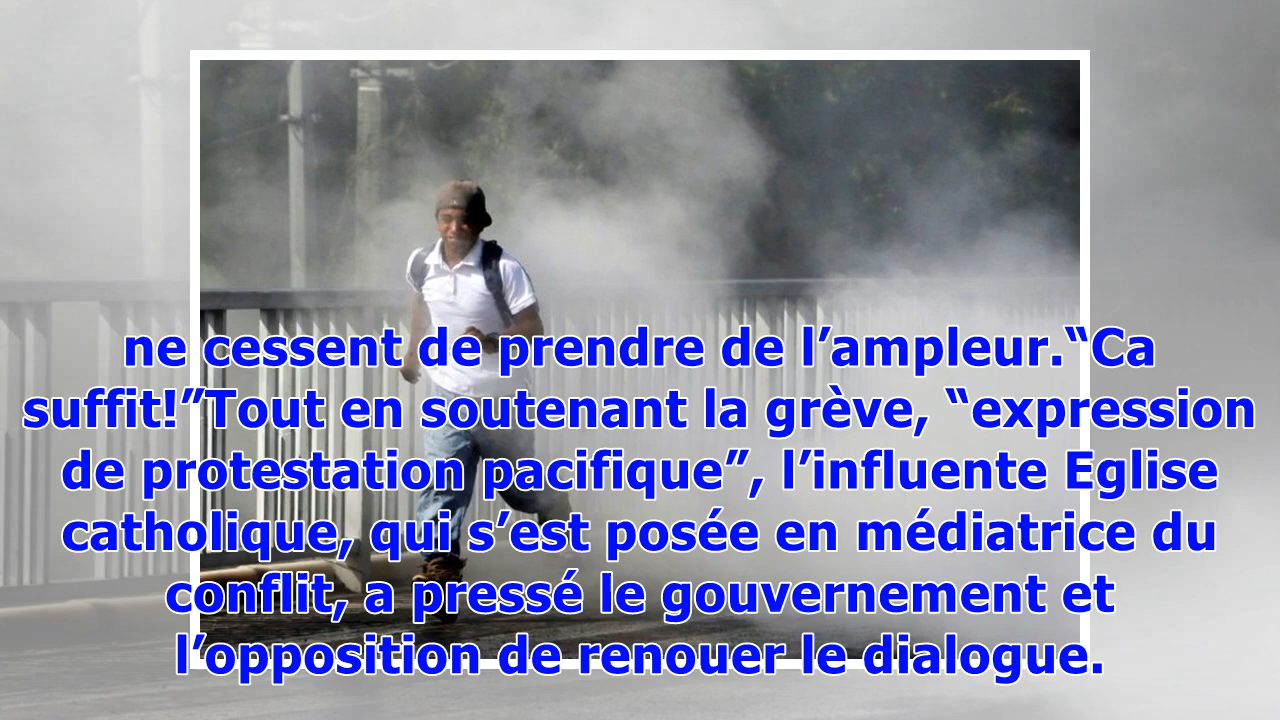 ne cessent de prendre de l’ampleur.“Ca
suffit!”Tout en soutenant la grève, “expression
de protestation pacifique”, l’influente Eglise
catholique, qui s’est posée en médiatrice du
conflit, a pressé le gouvernement et
l’opposition de renouer le dialogue.